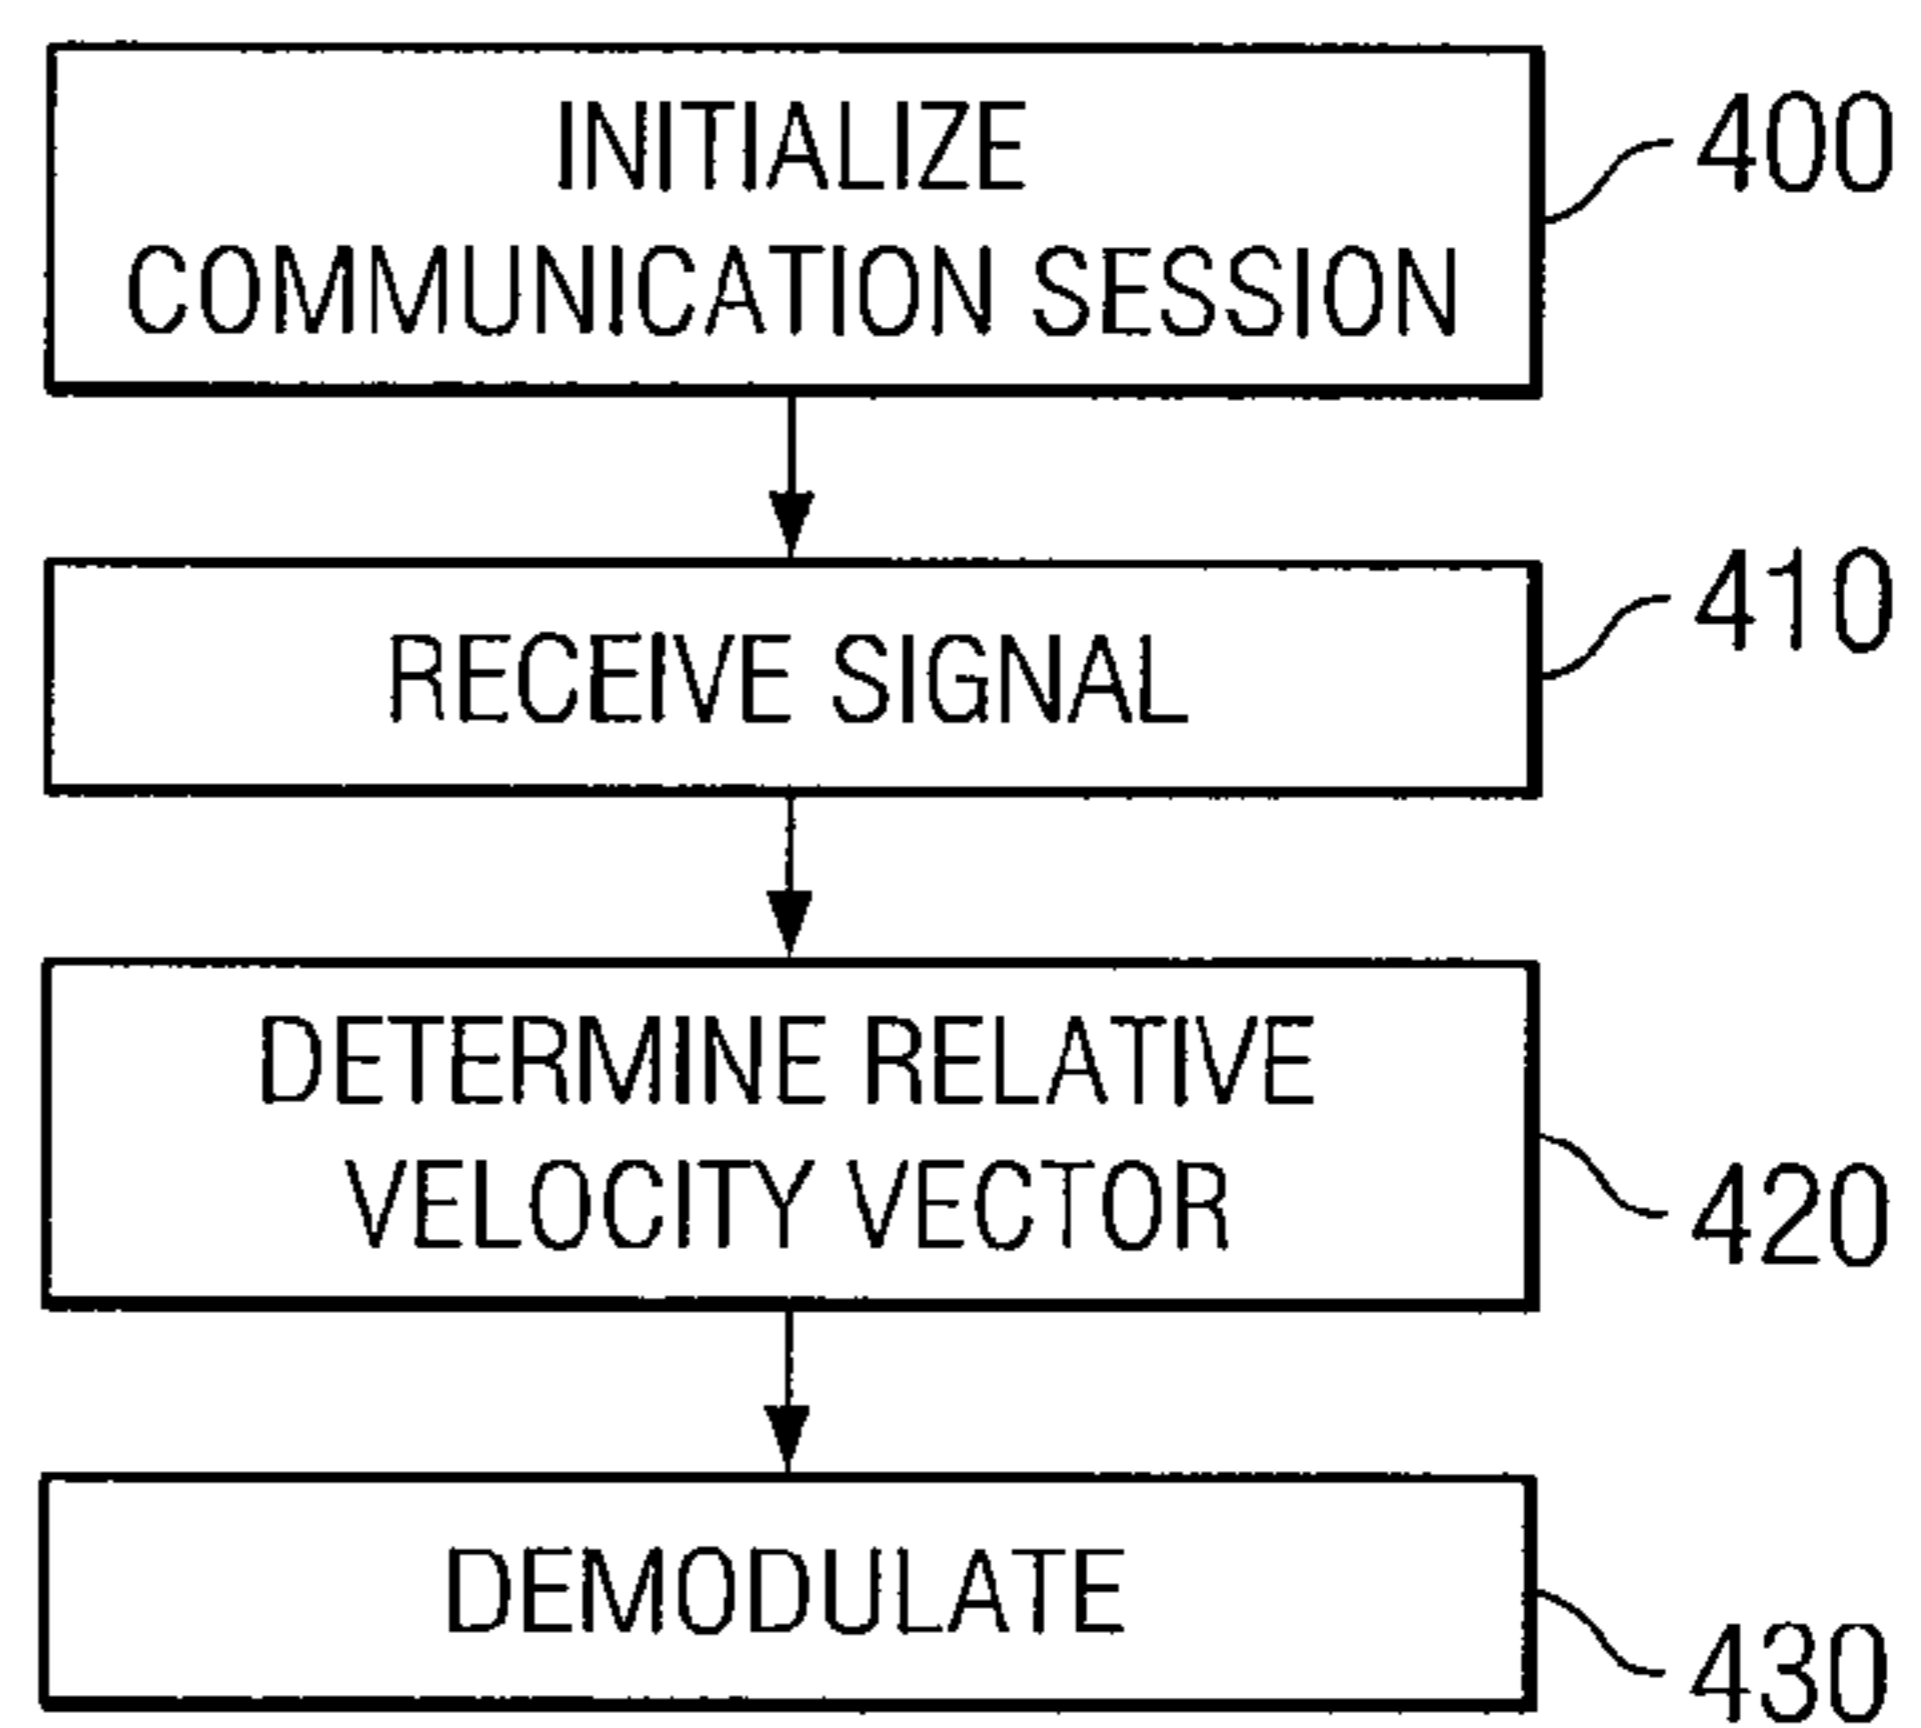 INITIALIZE
COMMUNICATION SESSION
400
RECEIVE SIGNAL
410
DETERMINE RELATIVE
VELOCITY VECTOR
420
DEMODULATE
430